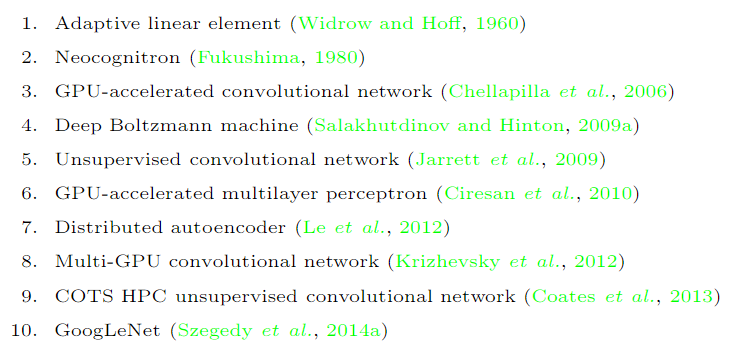 1. Adaptive linear element (Widrow and Hoff, 1960)
2. Neocognitron (Fukushima, 1980)
3. GPU-accelerated convolutional network (Chellapilla et al., 2006)
4. Deep Boltzmann machine (Salakhutdinov and Hinton, 2009a)
5. Unsupervised convolutional network (Jarrett et al., 2009)
6. GPU-accelerated multilayer perceptron (Ciresan et al., 2010)
7. Distributed autoencoder (Le et al., 2012)
8. Multi-GPU convolutional network (Krizhevsky et al., 2012)
9. COTS HPC unsupervised convolutional network (Coates et al., 2013)
10. GoogLeNet (Szegedy et al., 2014a)